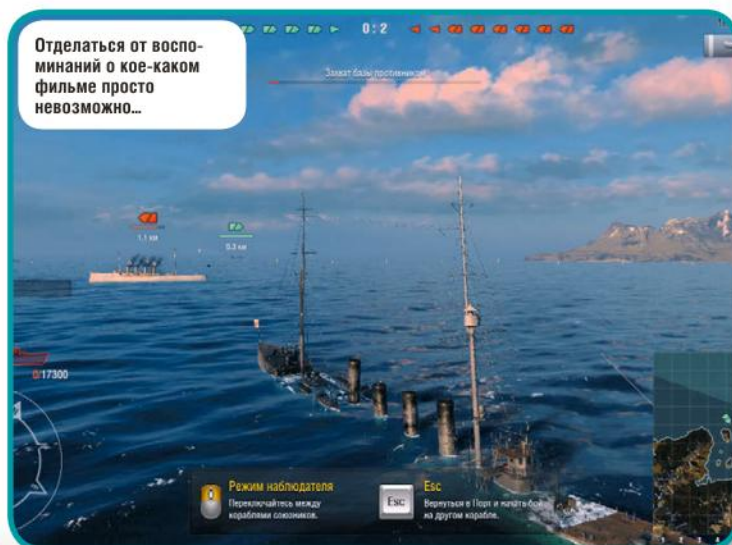 Отделаться от воспо-
минаний о кое-каком
фильме просто
невозможно...
0:2
Захват базы противником
1.1 км
0.3 км
0/17300
Режим наблюдателя
Переключайтесь между
кораблями союзников.
Esc
Esc
Вернуться в Порт и начать бой
на другом корабле.